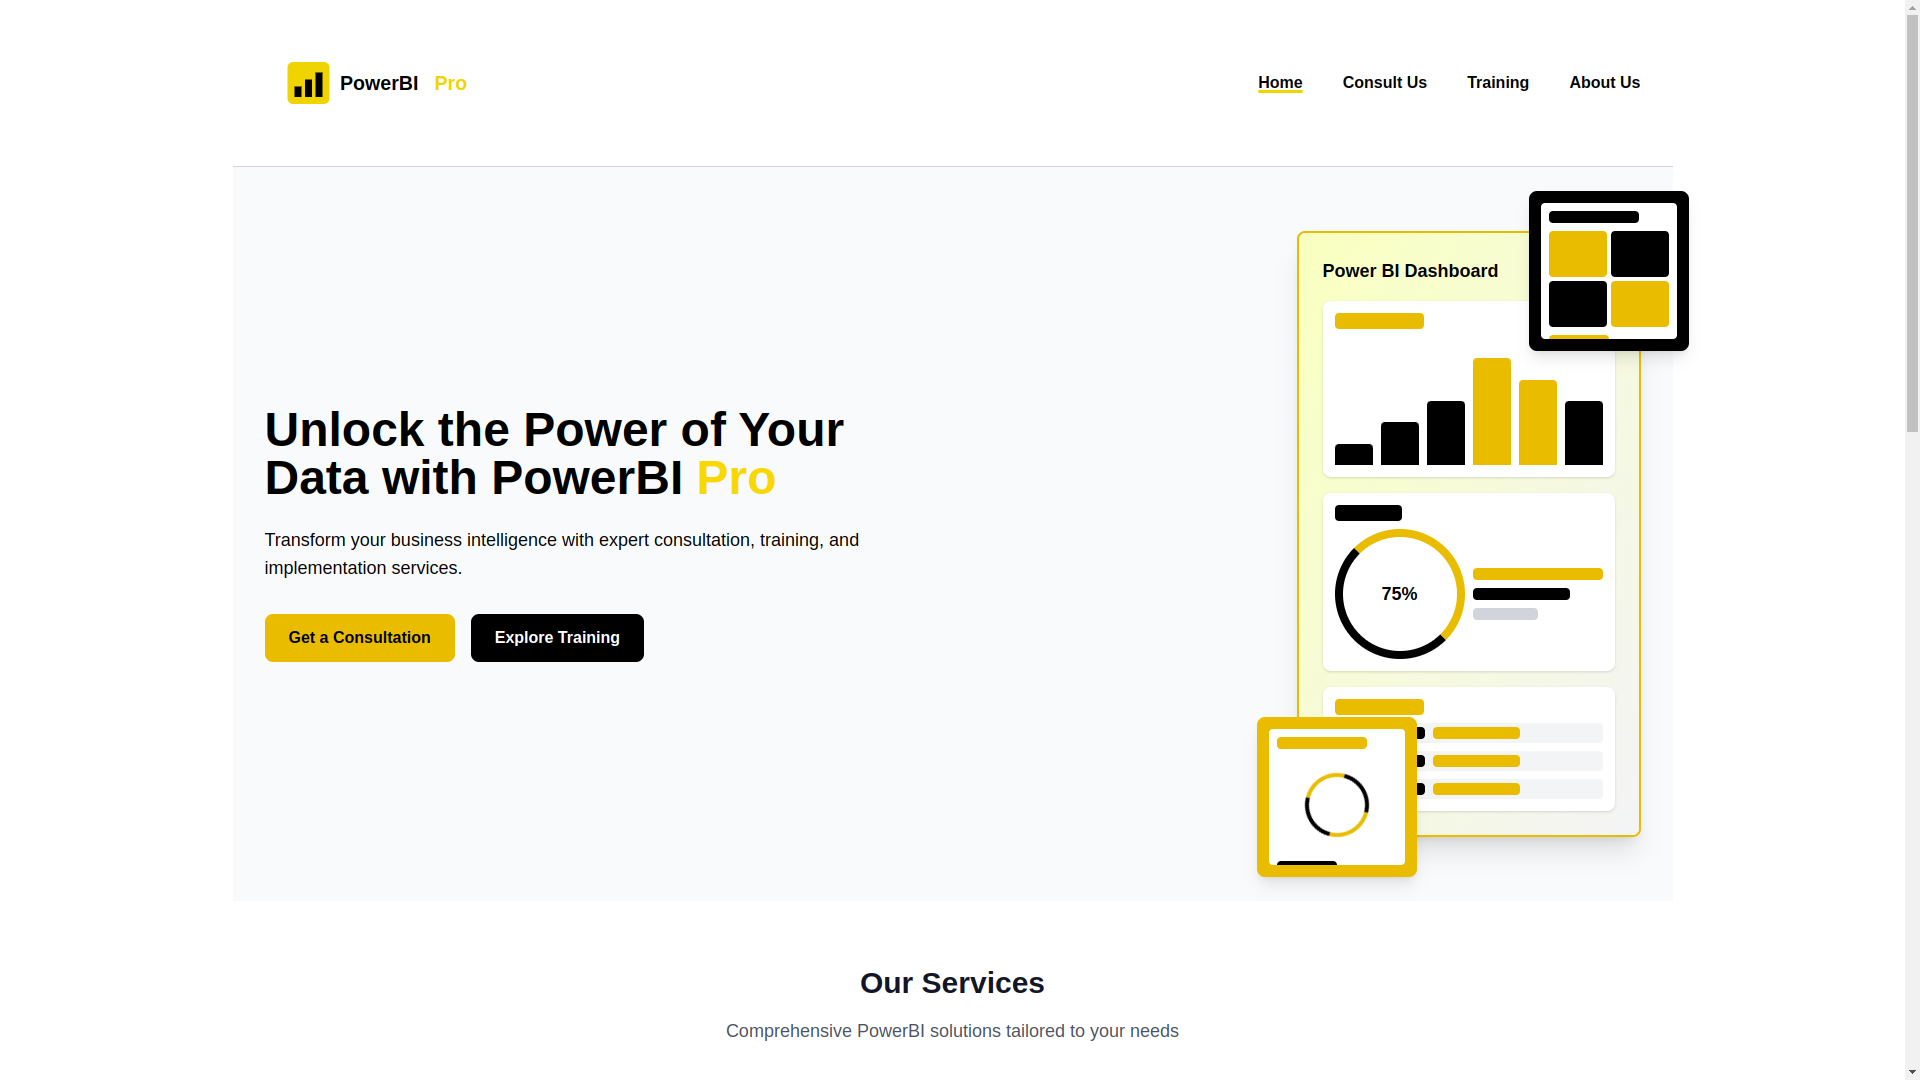 PowerBI Pro
Home
Consult Us
Training
About Us
Power BI Dashboard
Unlock the Power of Your
Data with PowerBI Pro
Transform your business intelligence with expert consultation, training, and
implementation services.
Get a Consultation
Explore Training
75%
Our Services
Comprehensive PowerBI solutions tailored to your needs